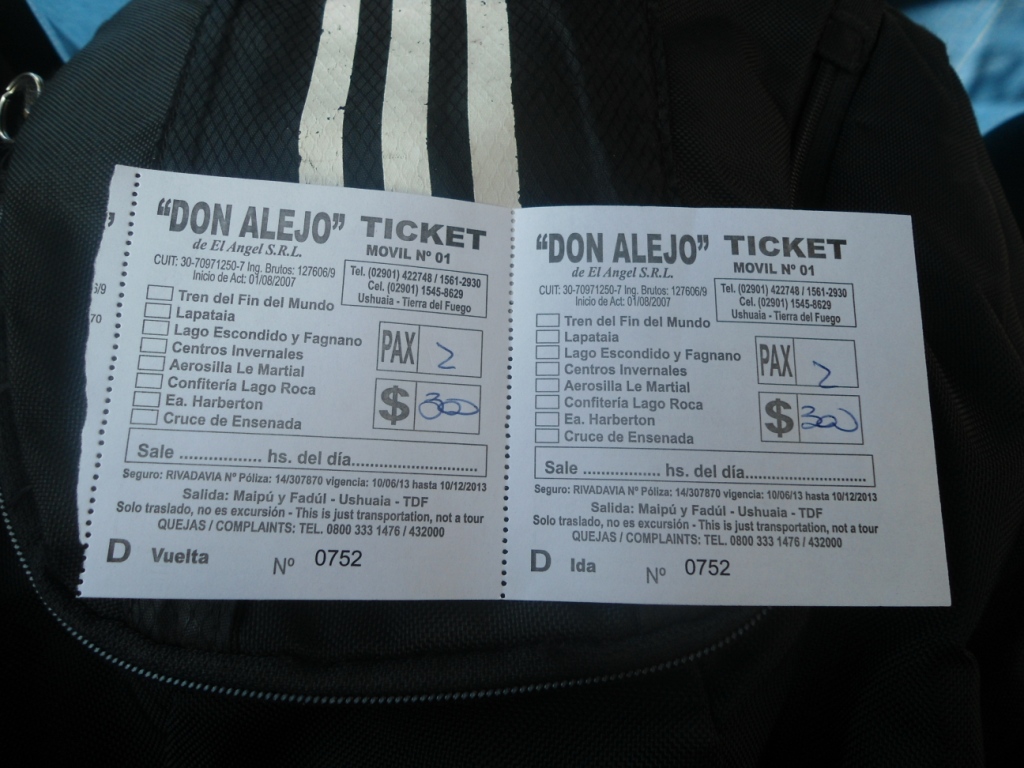 "DON ALEJO" TICKET
de El Angel S.R.L. MOVIL Nº 01
CUIT: 30-70971250-7 Ing. Brutos: 127606/9
Inicio de Act: 01/08/2007
Tel. (02901) 422748 / 1561-2930
Cel. (02901) 1545-8629
Ushuaia - Tierra del Fuego
Tren del Fin del Mundo
Lapataia
Lago Escondido y Fagnano
Centros Invernales
Aerosilla Le Martial
Confitería Lago Roca
Ea. Harberton
Cruce de Ensenada
PAX 2
$ 300
Sale ................. hs. del día..........................
Seguro: RIVADAVIA Nº Póliza: 14/307870 vigencia: 10/06/13 hasta 10/12/2013
Salida: Maipú y Fadúl - Ushuaia - TDF
Solo traslado, no es excursión - This is just transportation, not a tour
QUEJAS / COMPLAINTS: TEL. 0800 333 1476 / 432000
D Vuelta Nº 0752
"DON ALEJO" TICKET
de El Angel S.R.L. MOVIL Nº 01
CUIT: 30-70971250-7 Ing. Brutos: 127606/9
Inicio de Act: 01/08/2007
Tel. (02901) 422748 / 1561-2930
Cel. (02901) 1545-8629
Ushuaia - Tierra del Fuego
Tren del Fin del Mundo
Lapataia
Lago Escondido y Fagnano
Centros Invernales
Aerosilla Le Martial
Confitería Lago Roca
Ea. Harberton
Cruce de Ensenada
PAX 2
$ 300
Sale ................. hs. del día..........................
Seguro: RIVADAVIA Nº Póliza: 14/307870 vigencia: 10/06/13 hasta 10/12/2013
Salida: Maipú y Fadúl - Ushuaia - TDF
Solo traslado, no es excursión - This is just transportation, not a tour
QUEJAS / COMPLAINTS: TEL. 0800 333 1476 / 432000
D Ida Nº 0752